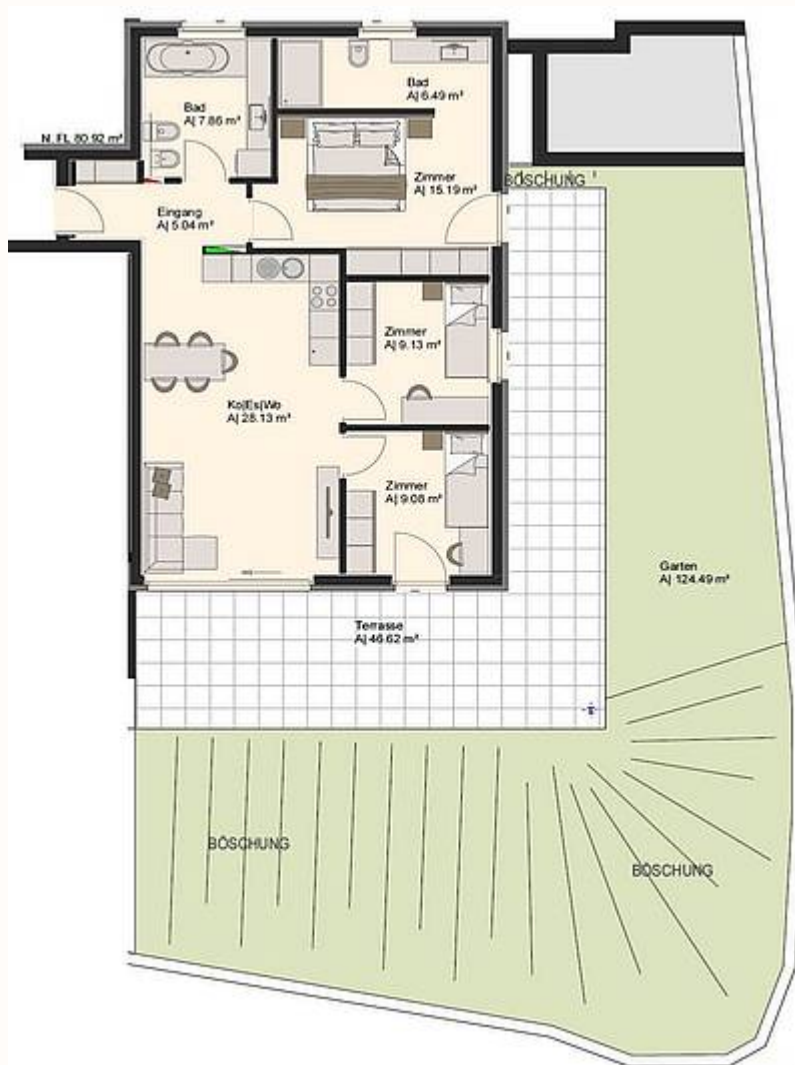 Bad
A| 7.86 m²
Bad
A| 6.49 m²
N. FL 80.92 m²
Zimmer
A| 15.19 m²
BÖSCHUNG
Eingang
A| 5.04 m²
Zimmer
A| 9.13 m²
Ko|Es|Wo
A| 28.13 m²
Zimmer
A| 9.08 m²
Garten
A| 124.49 m²
Terrasse
A| 46.62 m²
BÖSCHUNG
BÖSCHUNG